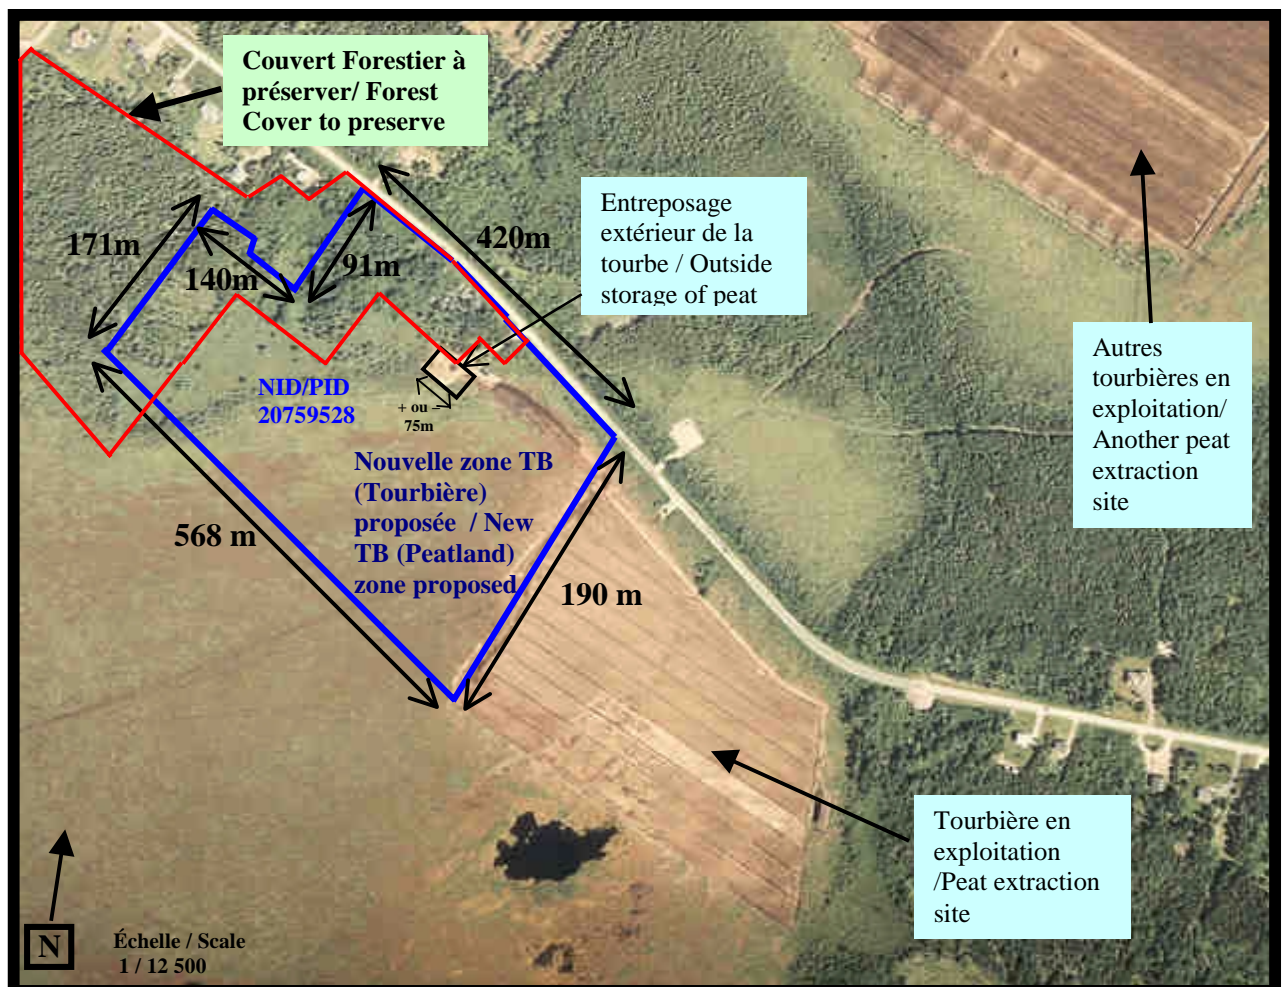 Couvert Forestier à
préserver/ Forest
Cover to preserve
Entreposage
extérieur de la
tourbe / Outside
storage of peat
420m
171m
140m
91m
Autres
tourbières en
exploitation/
Another peat
extraction
site
NID/PID
20759528
+ ou –
75m
Nouvelle zone TB
(Tourbière)
proposée / New
TB (Peatland)
zone proposed
568 m
190 m
Tourbière en
exploitation
/Peat extraction
site
N
Échelle / Scale
1 / 12 500